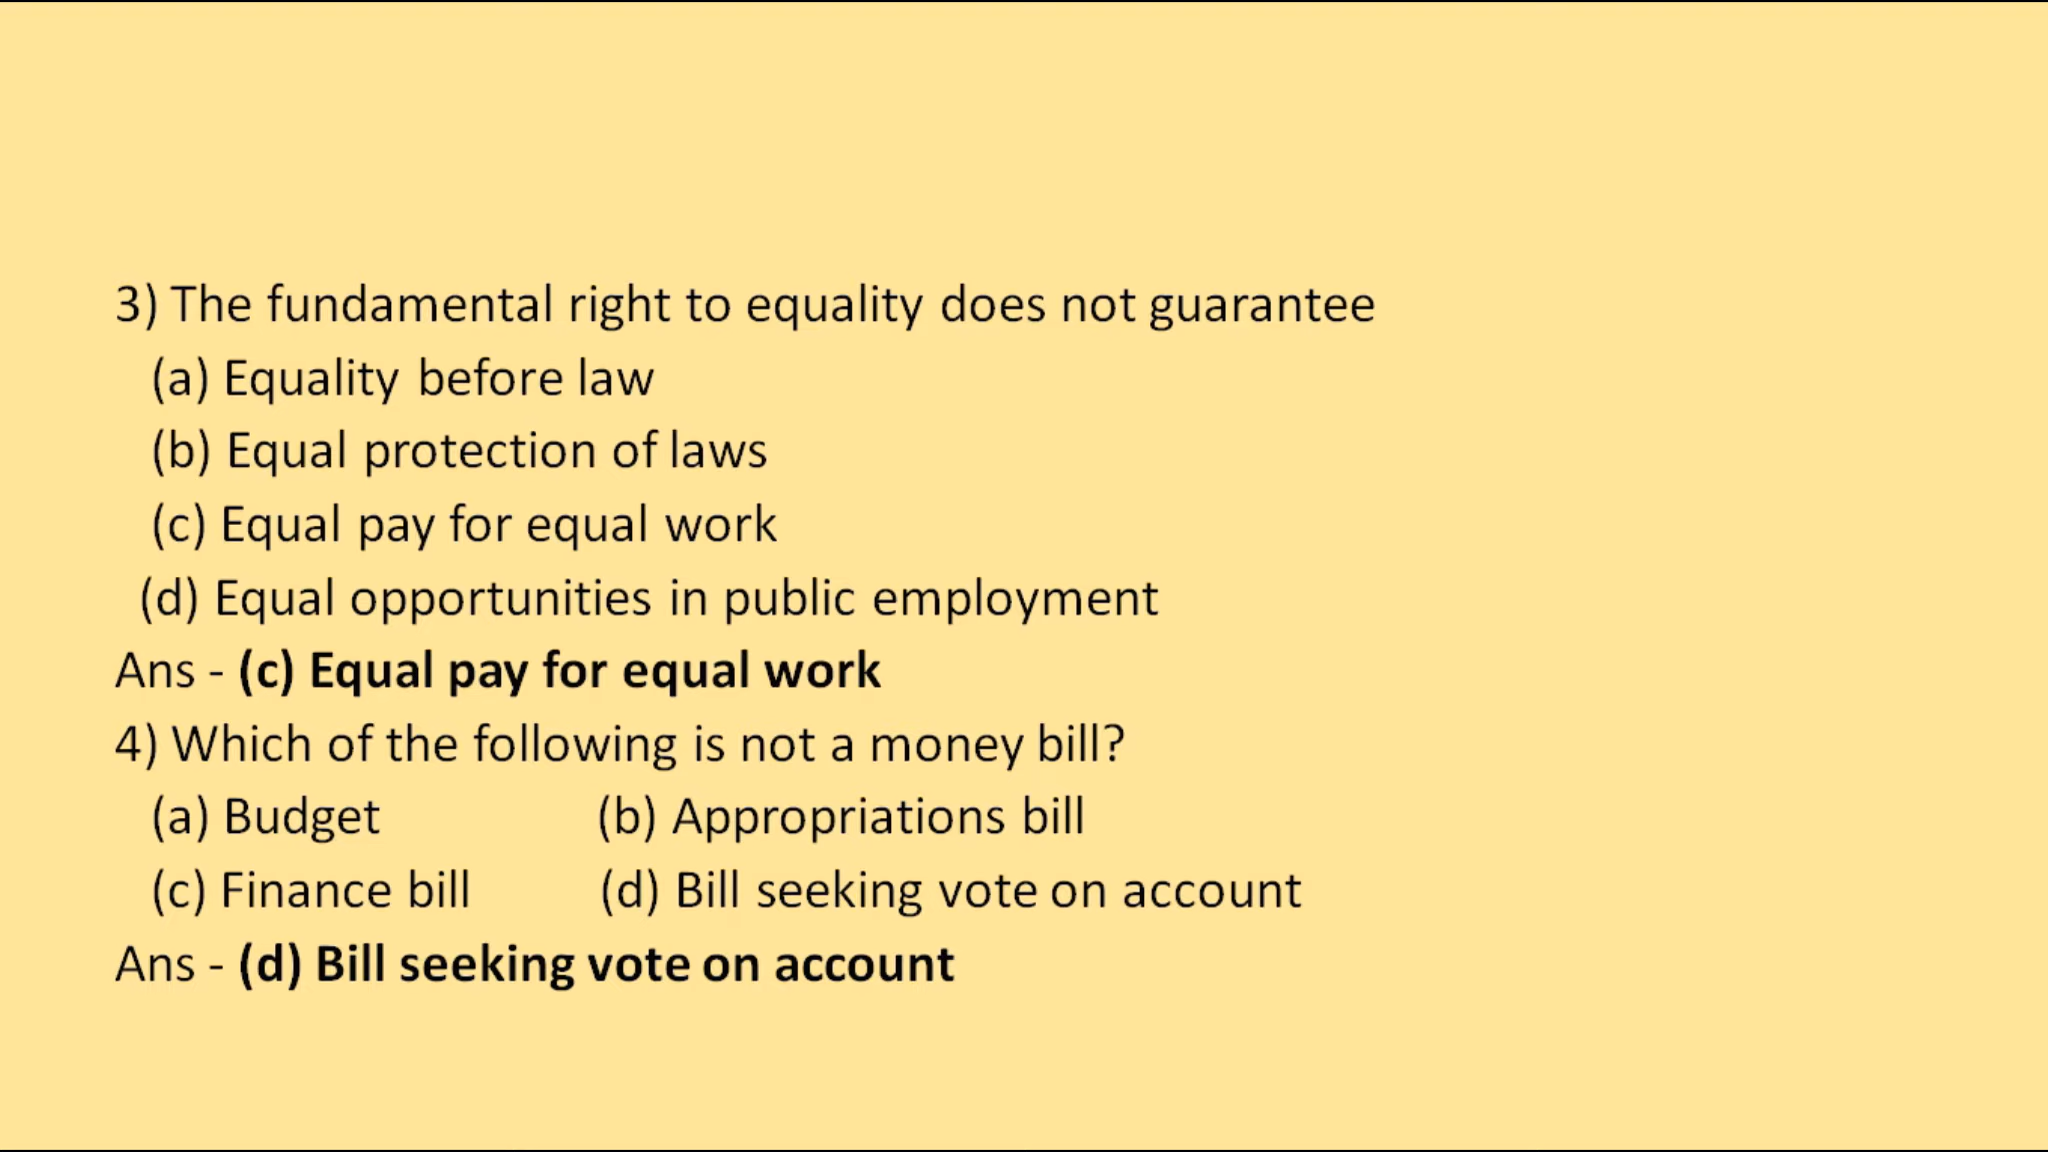 3) The fundamental right to equality does not guarantee
(a) Equality before law
(b) Equal protection of laws
(c) Equal pay for equal work
(d) Equal opportunities in public employment
Ans - (c) Equal pay for equal work
4) Which of the following is not a money bill?
(a) Budget (b) Appropriations bill
(c) Finance bill (d) Bill seeking vote on account
Ans - (d) Bill seeking vote on account